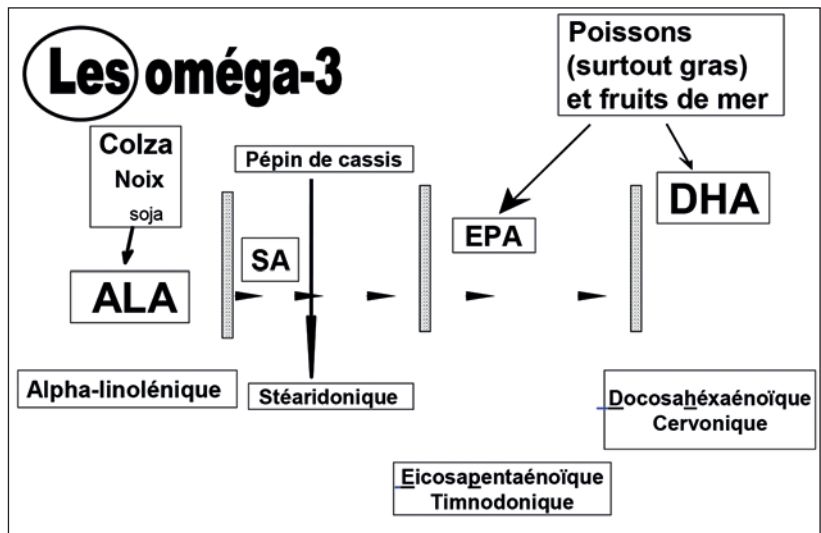 Les oméga-3
Poissons
(surtout gras)
et fruits de mer
Colza
Noix
soja
Pépin de cassis
DHA
EPA
SA
ALA
Alpha-linolénique
Stéaridonique
Docosahéxaénoïque
Cervonique
Eicosapentaénoïque
Timnodonique